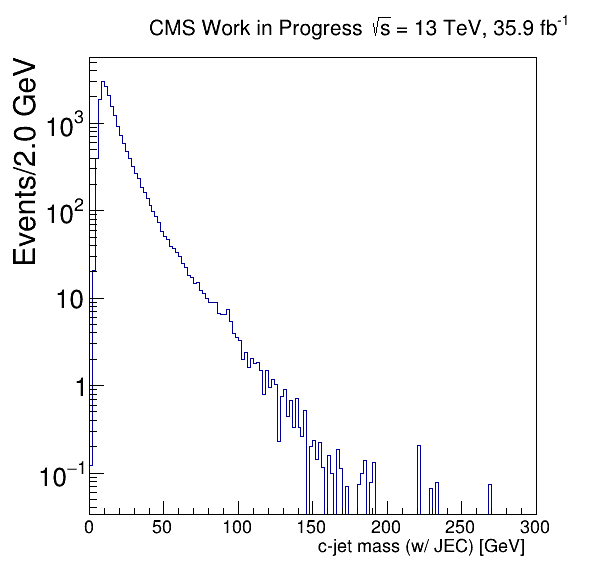 CMS Work in Progress √s = 13 TeV, 35.9 fb⁻¹
Events/2.0 GeV
10³
10²
10
1
10⁻¹
0 50 100 150 200 250 300
c-jet mass (w/ JEC) [GeV]